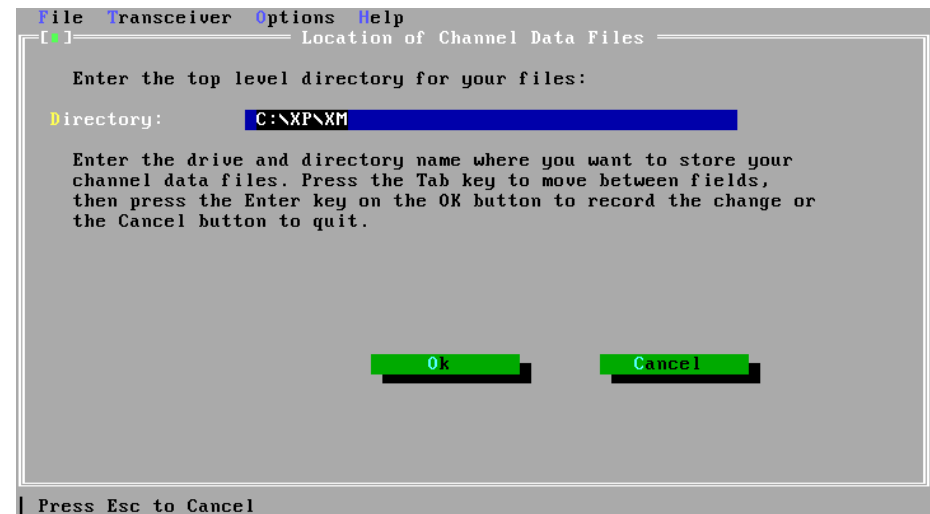 File Transceiver Options Help
[■] Location of Channel Data Files
Enter the top level directory for your files:
Directory: C:\XP\XM
Enter the drive and directory name where you want to store your
channel data files. Press the Tab key to move between fields,
then press the Enter key on the OK button to record the change or
the Cancel button to quit.
Ok Cancel
Press Esc to Cancel